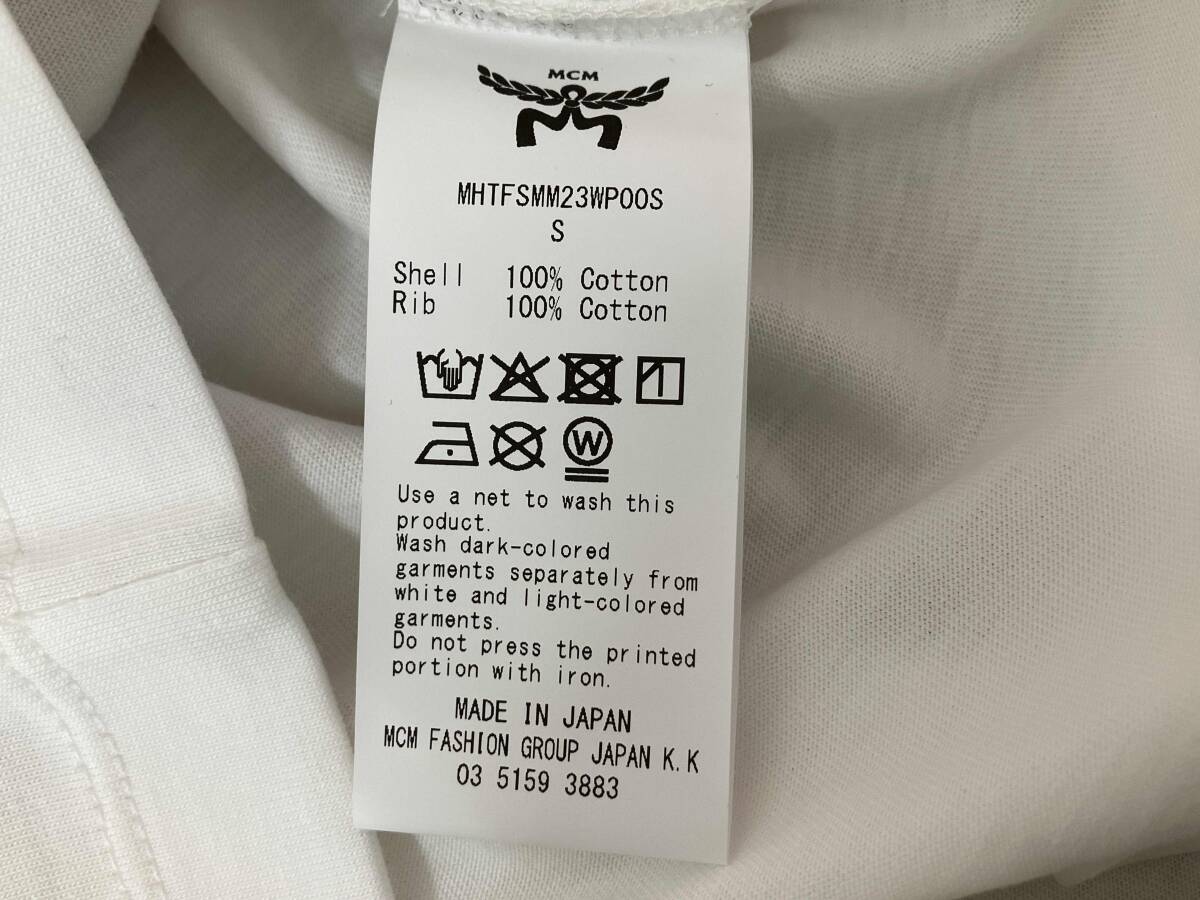 MCM
MHTFSMM23WP00S
S
Shell 100% Cotton
Rib 100% Cotton
W
Use a net to wash this
product.
Wash dark-colored
garments separately from
white and light-colored
garments.
Do not press the printed
portion with iron.
MADE IN JAPAN
MCM FASHION GROUP JAPAN K.K
03 5159 3883